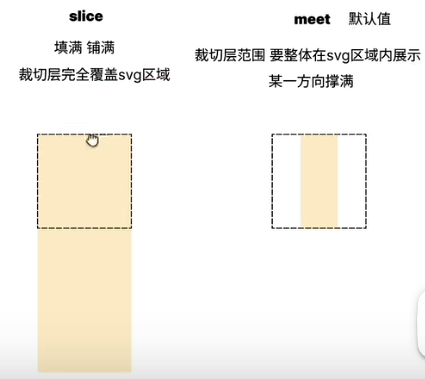 slice
填满 铺满
裁切层完全覆盖svg区域
meet 默认值
裁切层范围 要整体在svg区域内展示
某一方向撑满